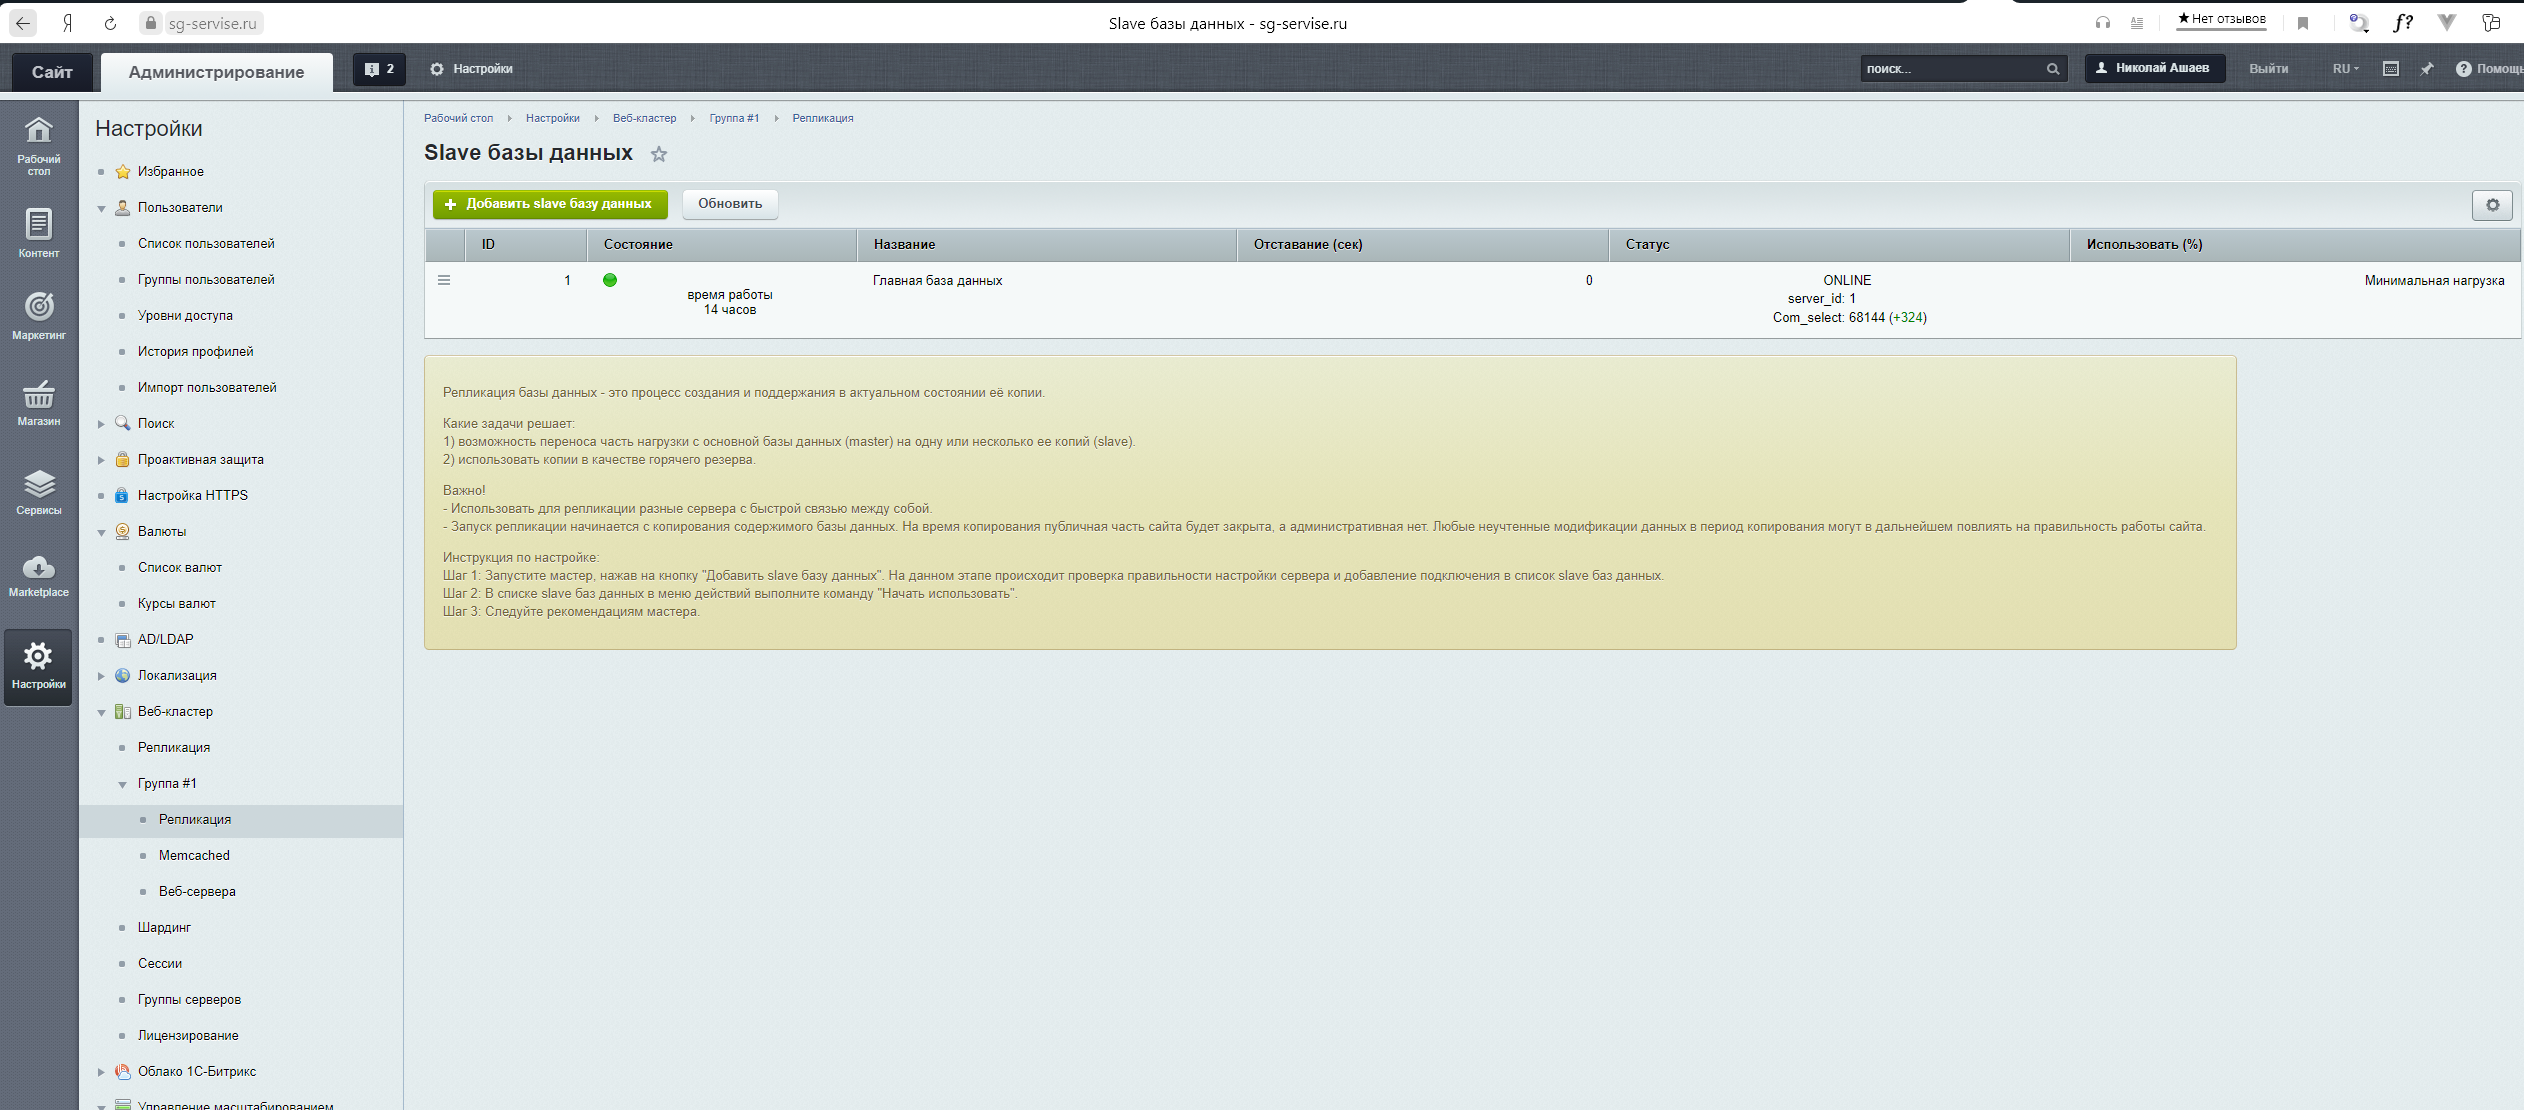 Я
sg-servise.ru
Slave базы данных - sg-servise.ru
★ Нет отзывов
f?
Сайт
Администрирование
2
Настройки
поиск...
Николай Ашаев
Выйти
RU
Рабочий
стол
Контент
Маркетинг
Магазин
Сервисы
Marketplace
Настройки
Настройки
Избранное
Пользователи
Список пользователей
Группы пользователей
Уровни доступа
История профилей
Импорт пользователей
Поиск
Проактивная защита
Настройка HTTPS
Валюты
Список валют
Курсы валют
AD/LDAP
Локализация
Веб-кластер
Репликация
Группа #1
Репликация
Memcached
Веб-сервера
Шардинг
Сессии
Группы серверов
Лицензирование
Облако 1С-Битрикс
Управление масштабированием
Рабочий стол
Настройки
Веб-кластер
Группа #1
Репликация
Slave базы данных
Добавить slave базу данных
Обновить
ID
Состояние
Название
Отставание (сек)
Статус
Использовать (%)
1
время работы
14 часов
Главная база данных
0
ONLINE
server_id: 1
Com_select: 68144 (+324)
Минимальная нагрузка
Репликация базы данных - это процесс создания и поддержания в актуальном состоянии её копии.
Какие задачи решает:
1) возможность переноса часть нагрузки с основной базы данных (master) на одну или несколько ее копий (slave).
2) использовать копии в качестве горячего резерва.
Важно!
- Использовать для репликации разные сервера с быстрой связью между собой.
- Запуск репликации начинается с копирования содержимого базы данных. На время копирования публичная часть сайта будет закрыта, а административная нет. Любые неучтенные модификации данных в период копирования могут в дальнейшем повлиять на правильность работы сайта.
Инструкция по настройке:
Шаг 1: Запустите мастер, нажав на кнопку "Добавить slave базу данных". На данном этапе происходит проверка правильности настройки сервера и добавление подключения в список slave баз данных.
Шаг 2: В списке slave баз данных в меню действий выполните команду "Начать использовать".
Шаг 3: Следуйте рекомендациям мастера.